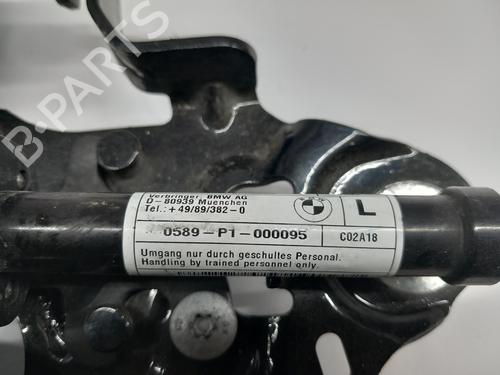 Verbringer: BMW AG
D-80939 Muenchen
Tel.: +49/89/382-0
L
0589-P1-000095
C02A18
Umgang nur durch geschultes Personal.
Handling by trained personnel only.
B-PARTS